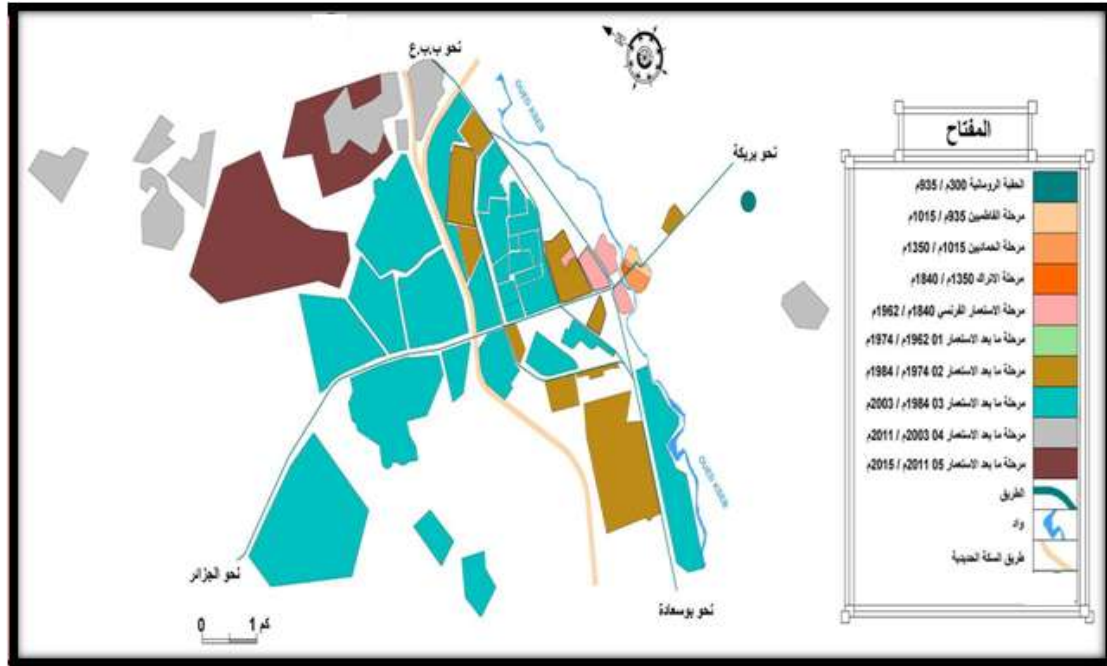 نحو ب.ب.ع
OUED KSEB
نحو بريكة
OUED KSEB
نحو الجزائر
نحو بوسعادة
0 1 كم
المفتاح
الحقبة الرومانية 300م / 935م
مرحلة الفاطميين 935م / 1015م
مرحلة الحماديين 1015م / 1350م
مرحلة الاتراك 1350م / 1840م
مرحلة الاستعمار الفرنسي 1840م / 1962م
مرحلة ما بعد الاستعمار 01 1962م / 1974م
مرحلة ما بعد الاستعمار 02 1974م / 1984م
مرحلة ما بعد الاستعمار 03 1984م / 2003م
مرحلة ما بعد الاستعمار 04 2003م / 2011م
مرحلة ما بعد الاستعمار 05 2011م / 2015م
الطريق
واد
طريق السكة الحديدية